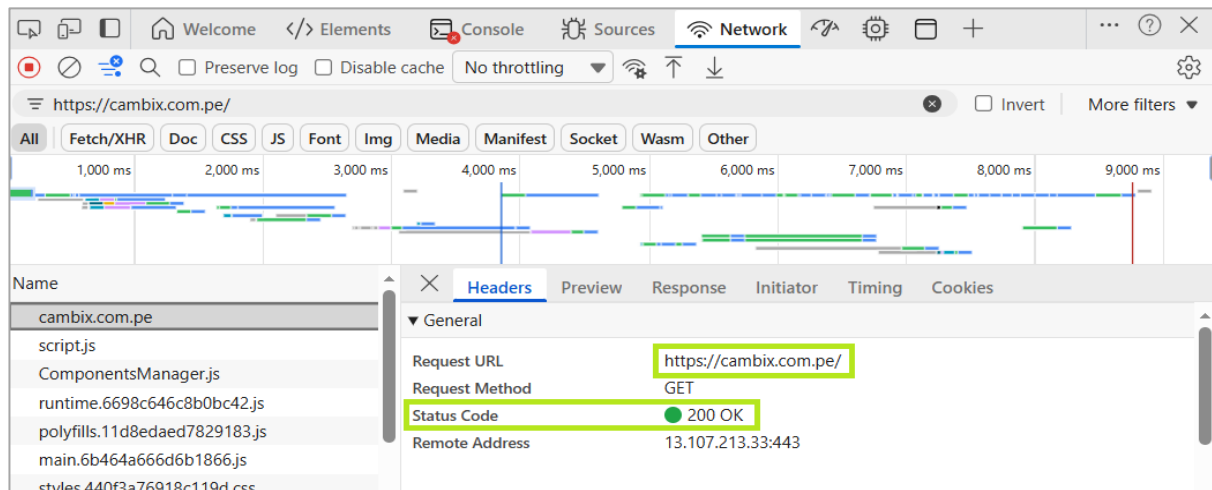 Welcome </> Elements Console Sources Network
Preserve log Disable cache No throttling
https://cambix.com.pe/ Invert More filters
All Fetch/XHR Doc CSS JS Font Img Media Manifest Socket Wasm Other
1,000 ms 2,000 ms 3,000 ms 4,000 ms 5,000 ms 6,000 ms 7,000 ms 8,000 ms 9,000 ms
Name
Headers Preview Response Initiator Timing Cookies
cambix.com.pe
script.js
ComponentsManager.js
runtime.6698c646c8b0bc42.js
polyfills.11d8edaed7829183.js
main.6b464a666d6b1866.js
styles.440f3a76918c119d.css
General
Request URL https://cambix.com.pe/
Request Method GET
Status Code 200 OK
Remote Address 13.107.213.33:443